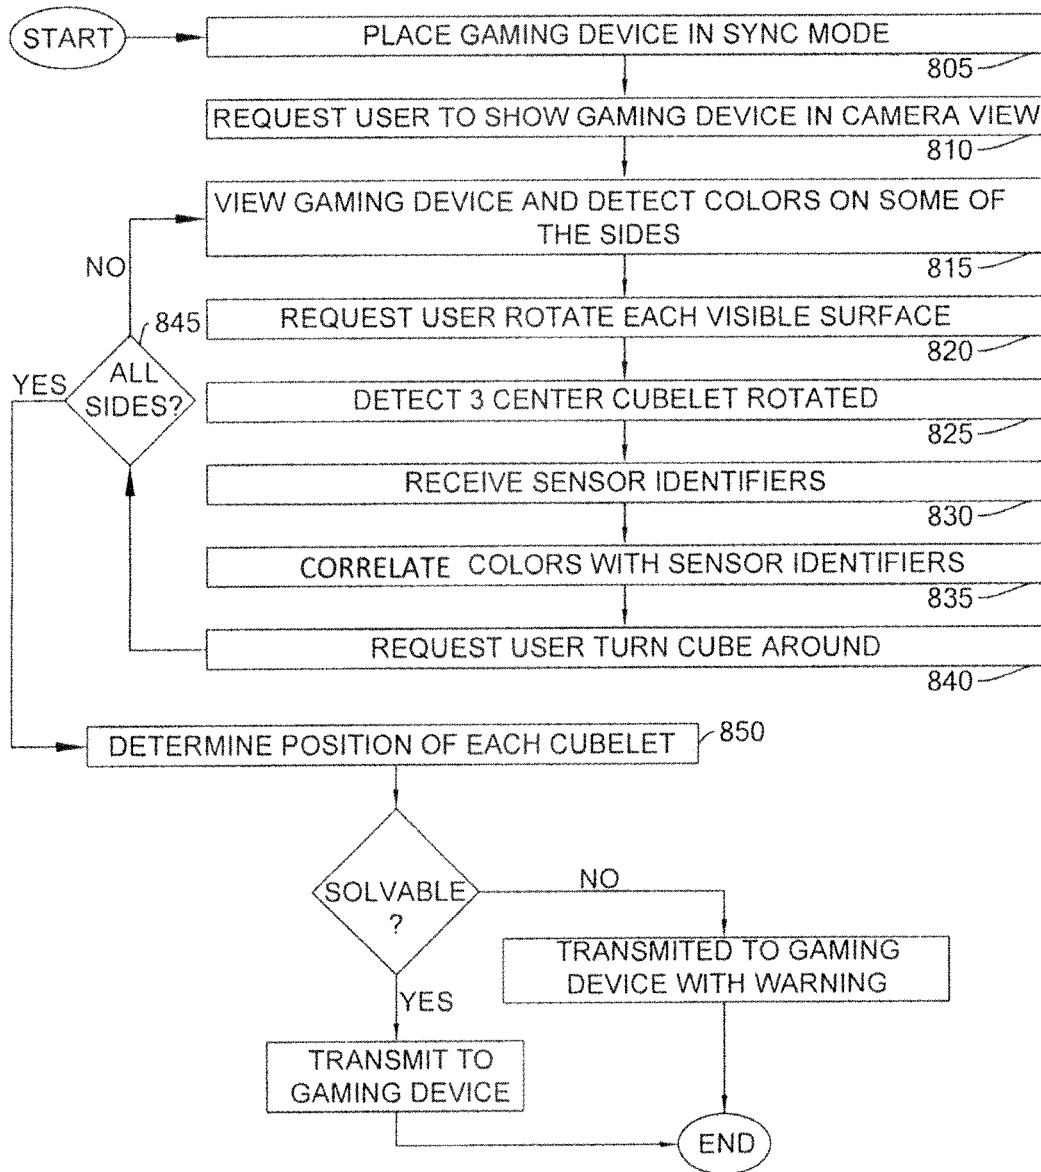 START
PLACE GAMING DEVICE IN SYNC MODE
805
REQUEST USER TO SHOW GAMING DEVICE IN CAMERA VIEW
810
VIEW GAMING DEVICE AND DETECT COLORS ON SOME OF
THE SIDES
815
REQUEST USER ROTATE EACH VISIBLE SURFACE
820
DETECT 3 CENTER CUBELET ROTATED
825
RECEIVE SENSOR IDENTIFIERS
830
CORRELATE COLORS WITH SENSOR IDENTIFIERS
835
REQUEST USER TURN CUBE AROUND
840
NO
845
YES
ALL
SIDES?
DETERMINE POSITION OF EACH CUBELET
850
SOLVABLE
?
NO
TRANSMITED TO GAMING
DEVICE WITH WARNING
YES
TRANSMIT TO
GAMING DEVICE
END